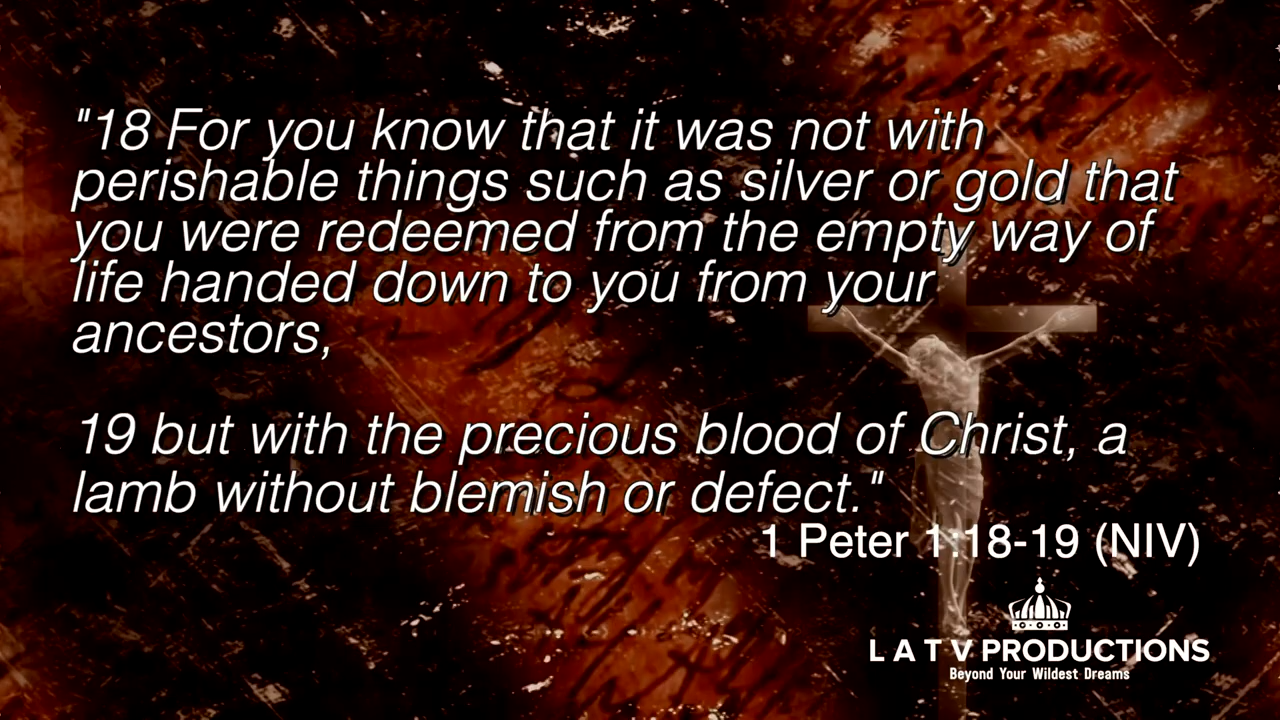 "18 For you know that it was not with
perishable things such as silver or gold that
you were redeemed from the empty way of
life handed down to you from your
ancestors,
19 but with the precious blood of Christ, a
lamb without blemish or defect."
1 Peter 1:18-19 (NIV)
L A T V PRODUCTIONS
Beyond Your Wildest Dreams